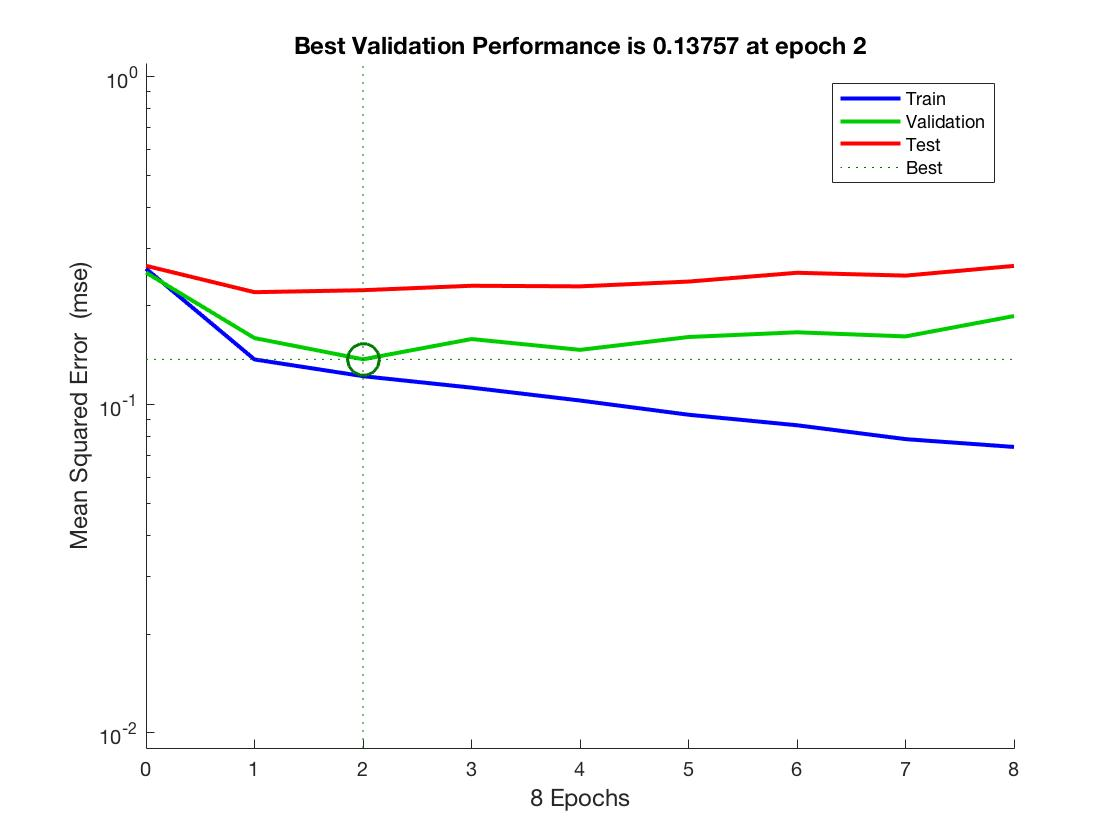 Best Validation Performance is 0.13757 at epoch 2
Train
Validation
Test
Best
Mean Squared Error (mse)
10^0
10^-1
10^-2
0 1 2 3 4 5 6 7 8
8 Epochs